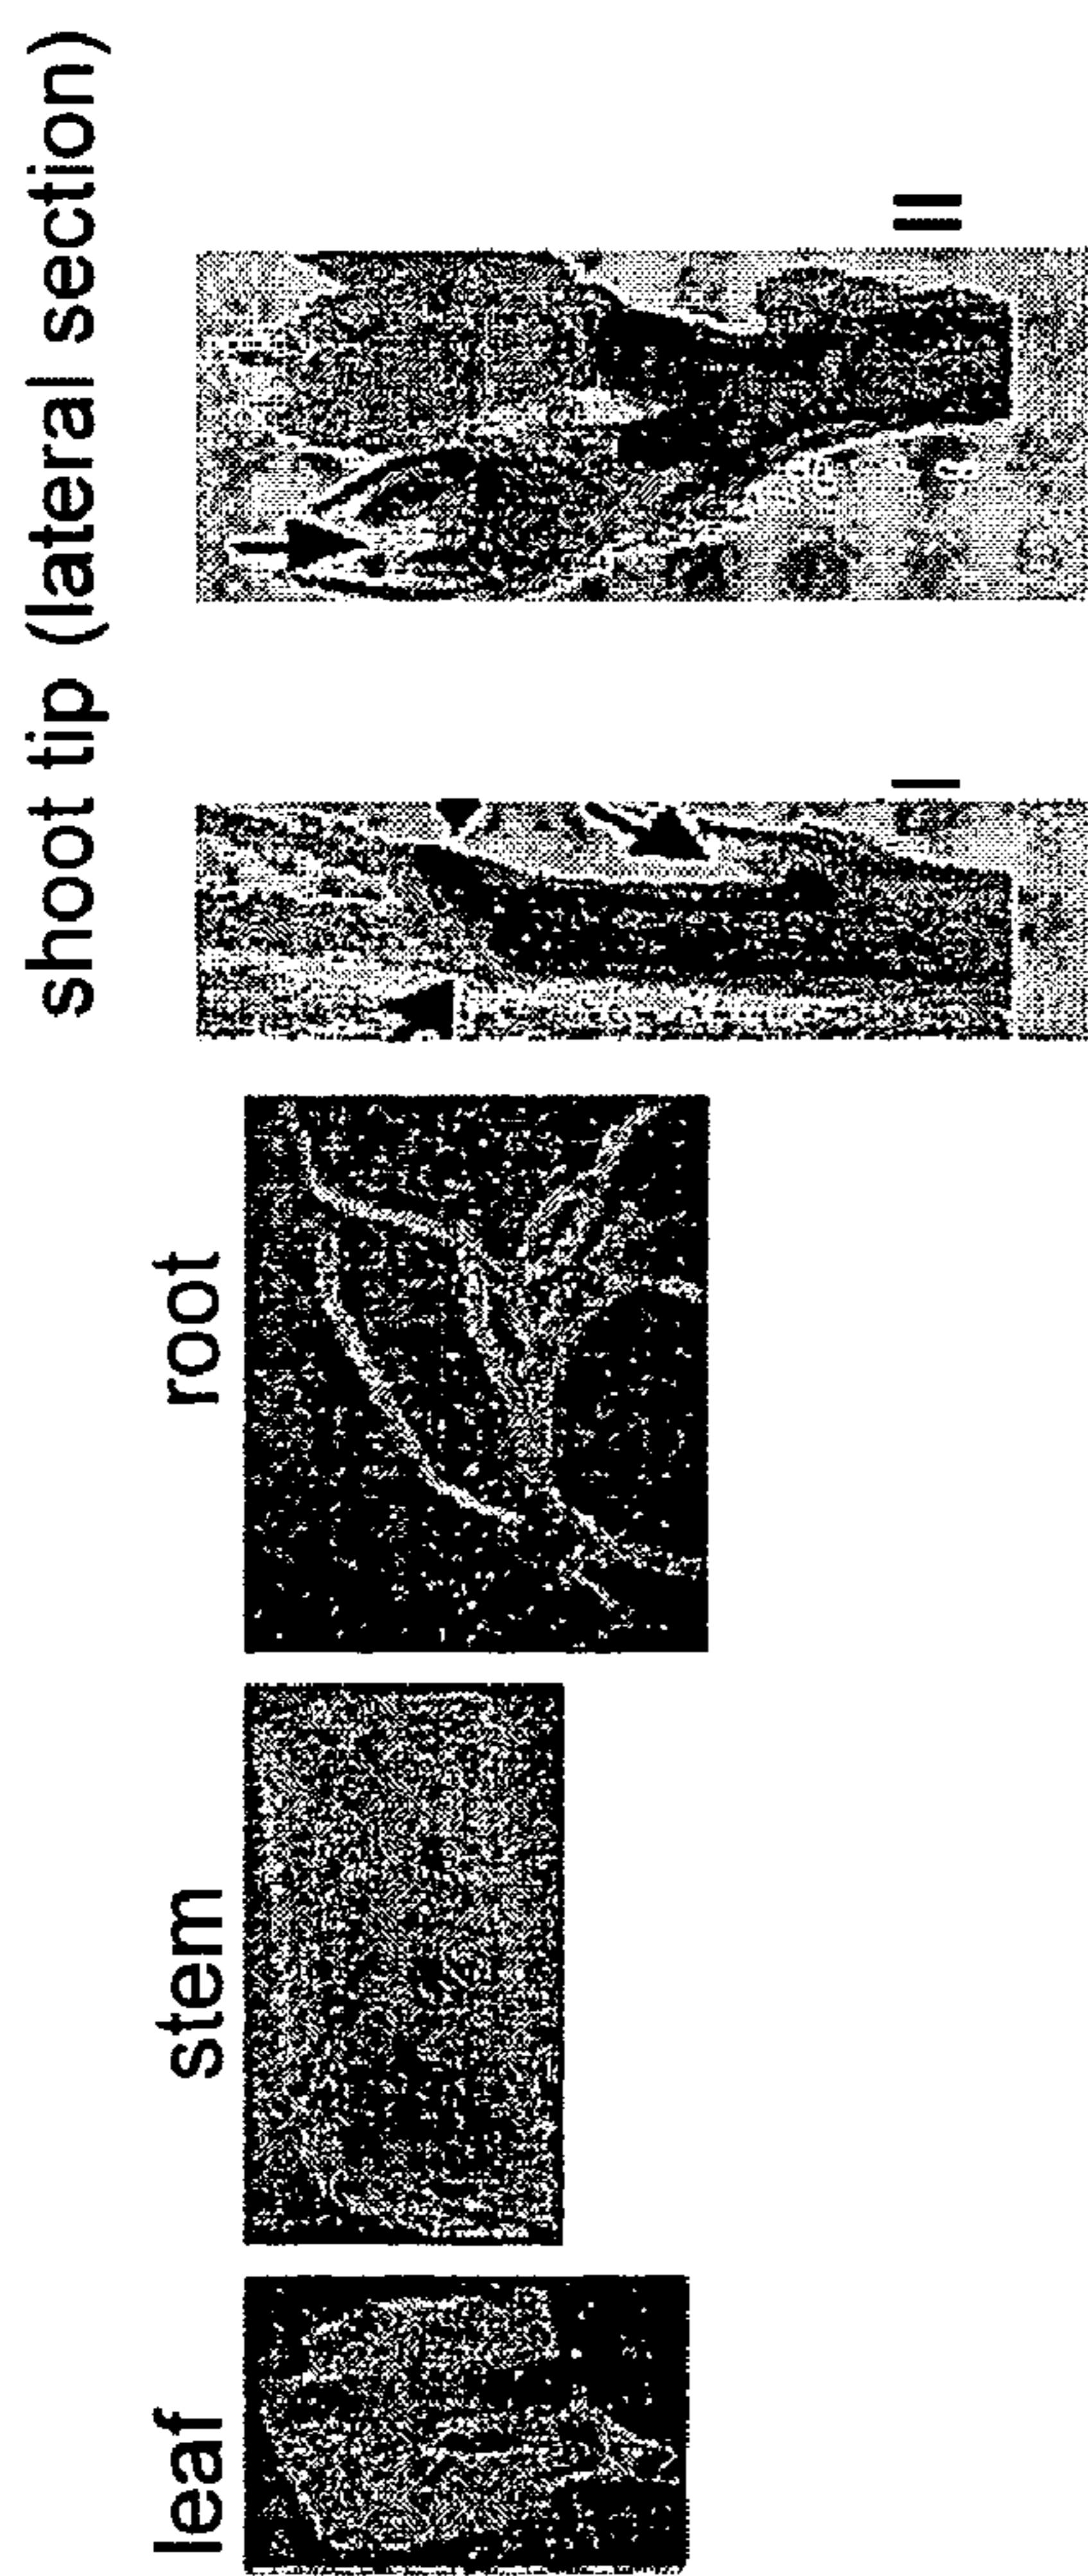 shoot tip (lateral section)
leaf
stem
root
I
II